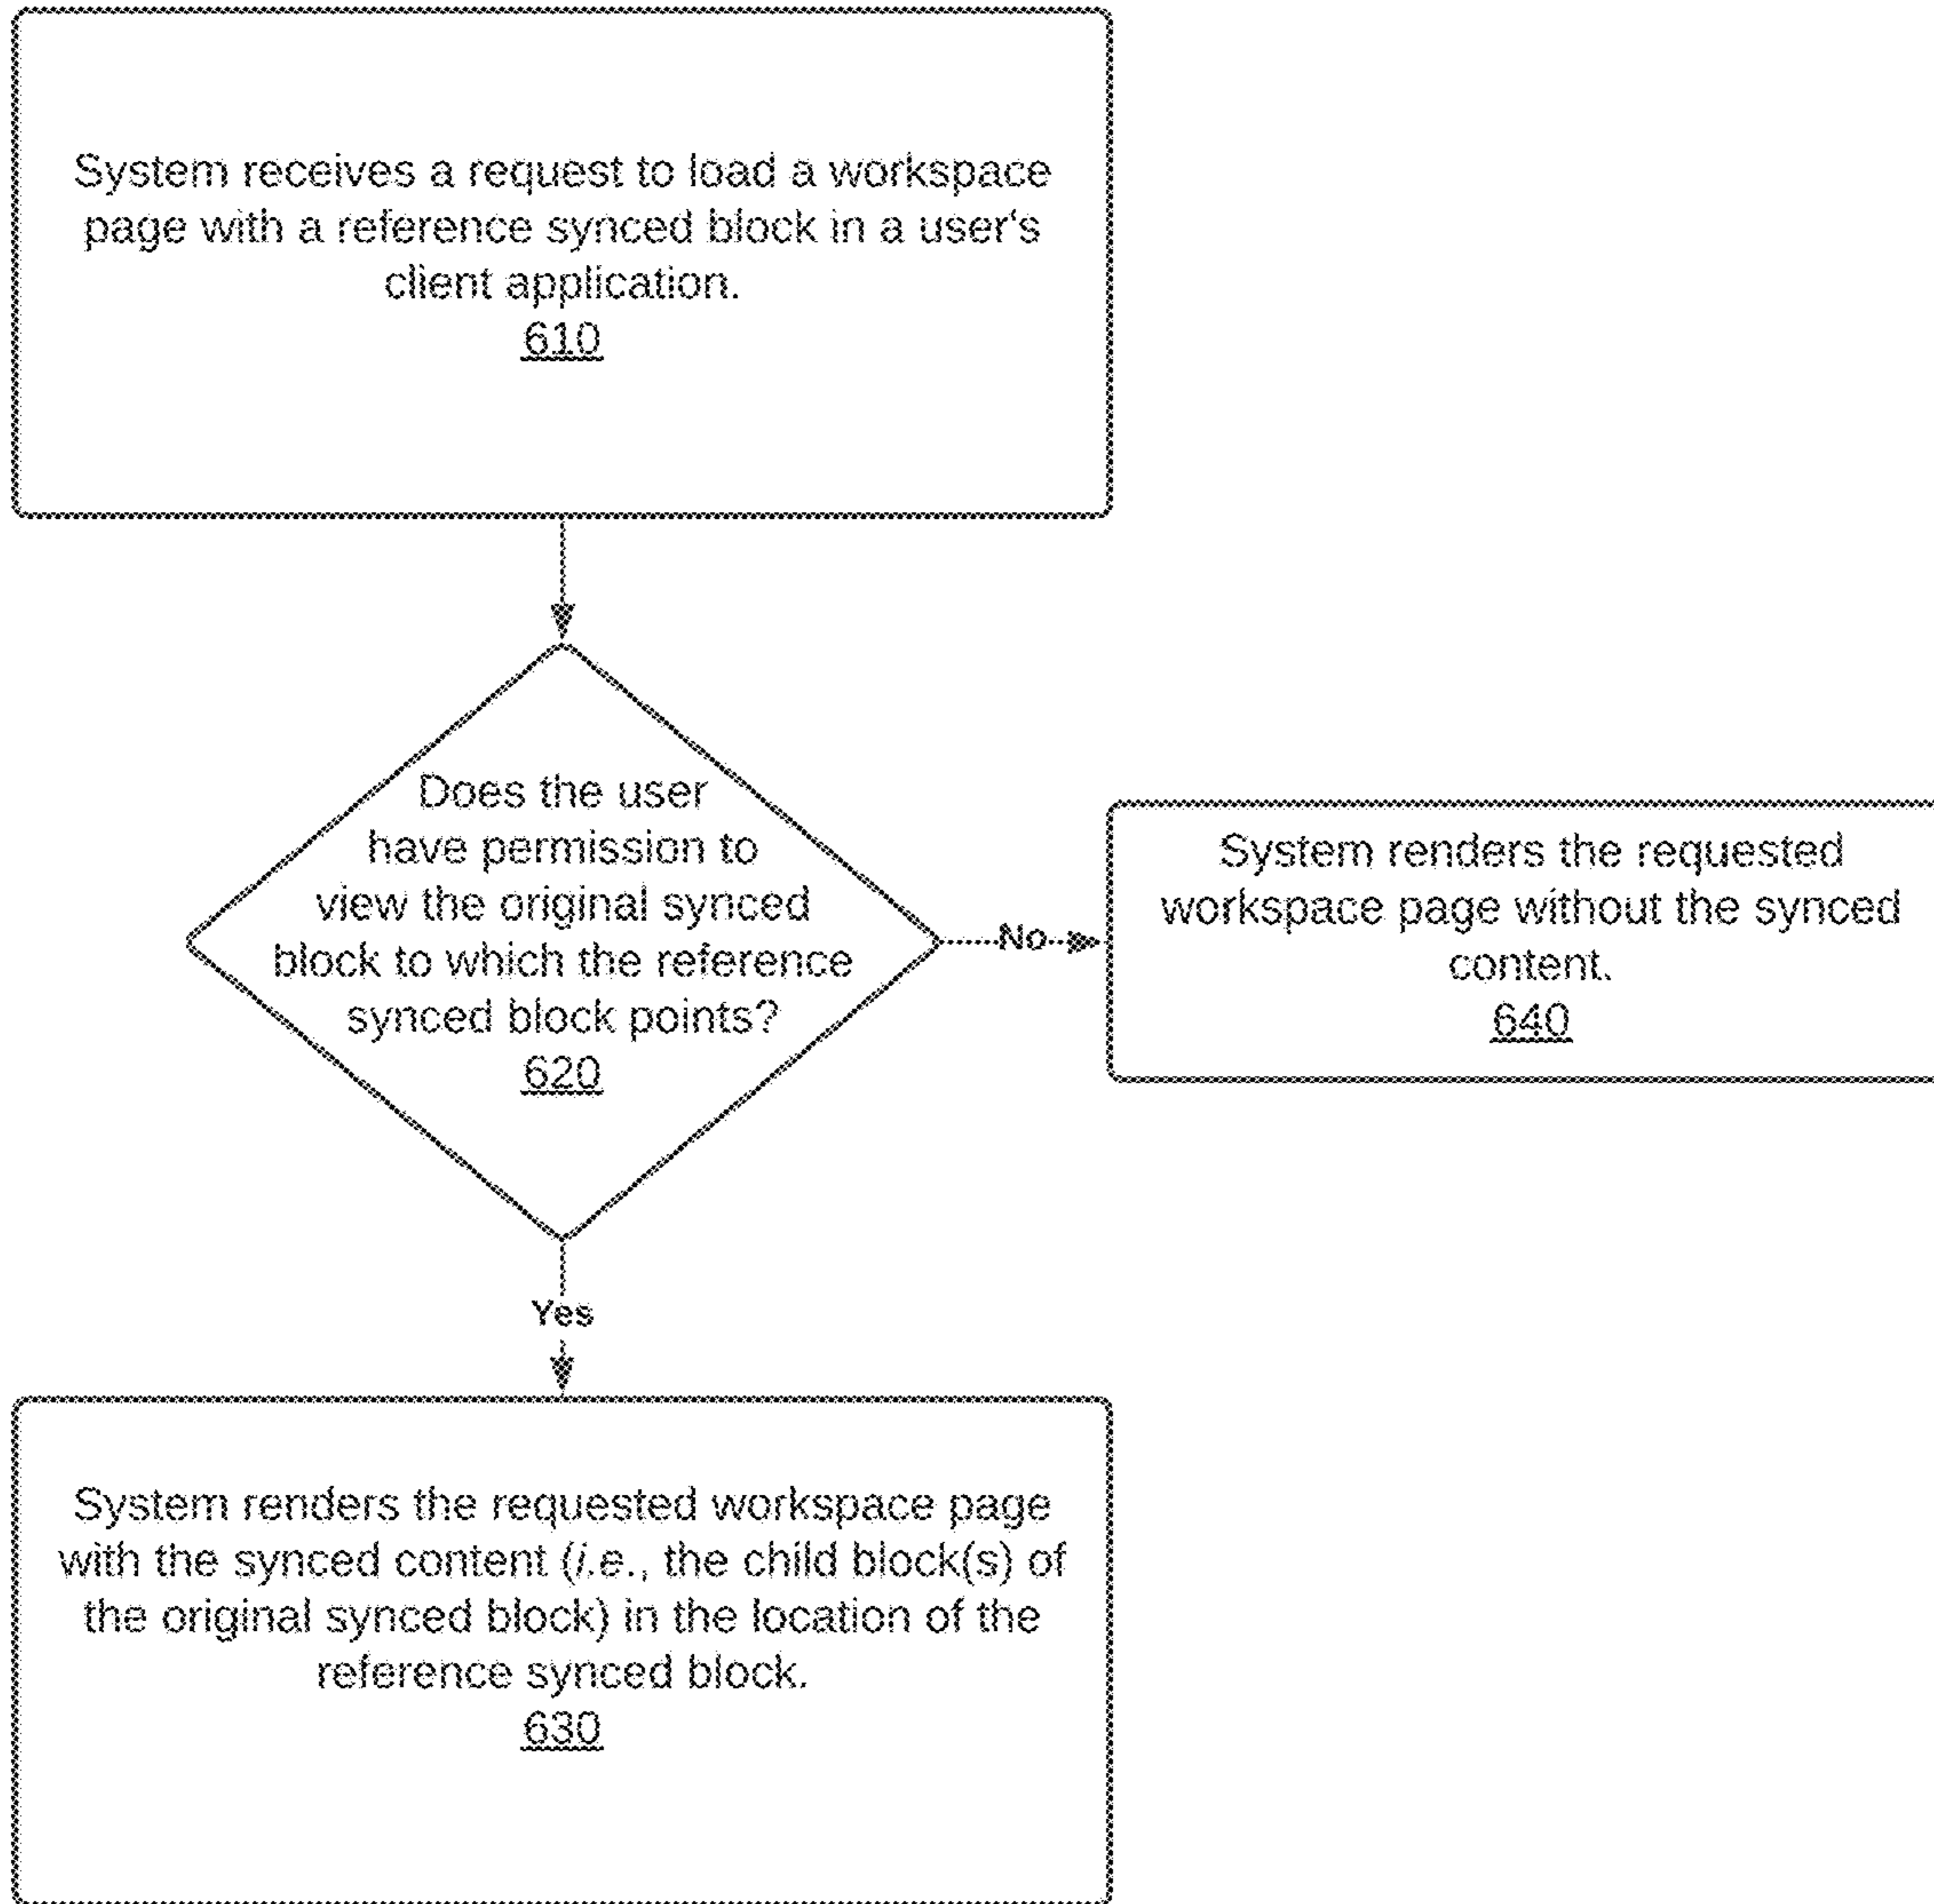 System receives a request to load a workspace
page with a reference synced block in a user‘s
client application.
610
Does the user
have permission to
view the original synced
block to which the reference
synced block points?
620
No
System renders the requested
workspace page without the synced
content.
640
Yes
System renders the requested workspace page
with the synced content (i.e., the child block(s) of
the original synced block) in the location of the
reference synced block.
630